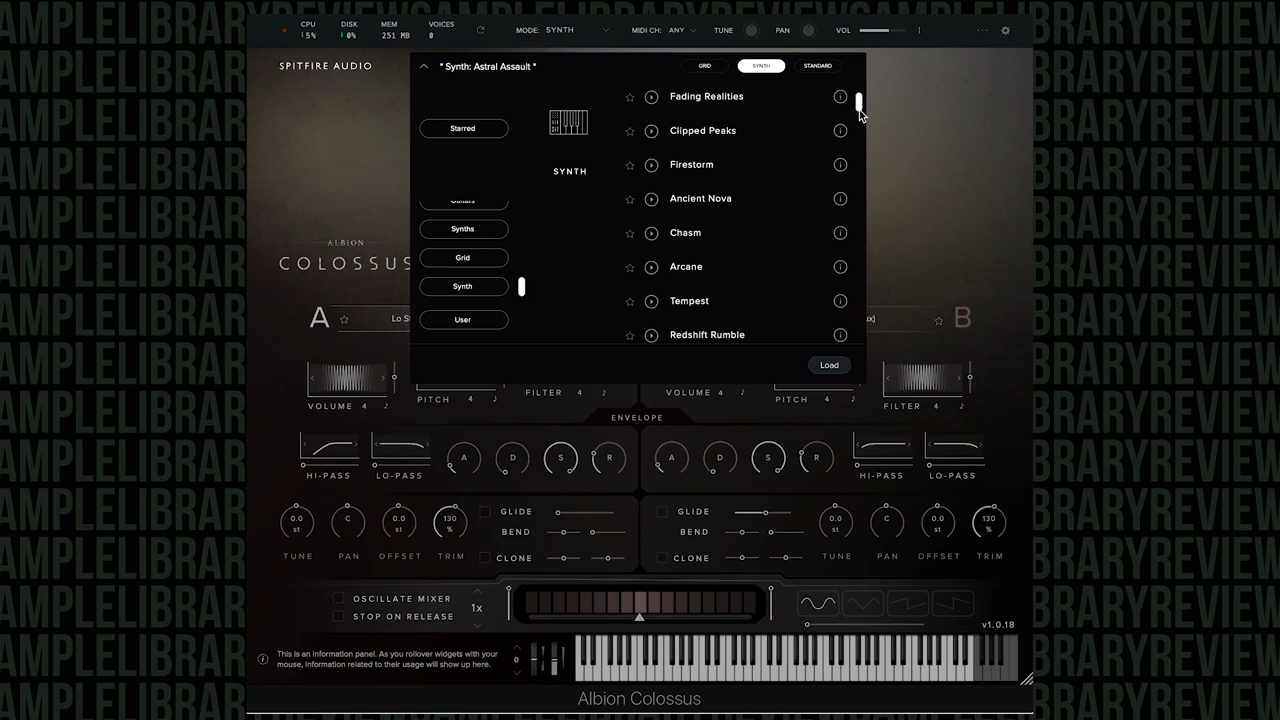 AMPLELIBRARYREVIEW
CPU
5%
DISK
0%
MEM
251 MB
VOICES
0
MODE: SYNTH
MIDI CH: ANY
TUNE
PAN
VOL
SPITFIRE AUDIO
* Synth: Astral Assault *
GRID
SYNTH
STANDARD
Starred
SYNTH
Guitars
Synths
Grid
Synth
User
Fading Realities
Clipped Peaks
Firestorm
Ancient Nova
Chasm
Arcane
Tempest
Redshift Rumble
Load
ALBION
COLOSSUS
A
B
VOLUME 4
PITCH 4
FILTER 4
VOLUME 4
PITCH 4
FILTER 4
ENVELOPE
HI-PASS
LO-PASS
A
D
S
R
A
D
S
R
HI-PASS
LO-PASS
0.0 st
C
0.0 st
130 %
TUNE
PAN
OFFSET
TRIM
GLIDE
BEND
CLONE
GLIDE
BEND
CLONE
0.0 st
C
0.0 st
130 %
TUNE
PAN
OFFSET
TRIM
OSCILLATE MIXER
STOP ON RELEASE
1x
v1.0.18
This is an information panel. As you rollover widgets with your
mouse, information related to their usage will show up here.
0
Albion Colossus